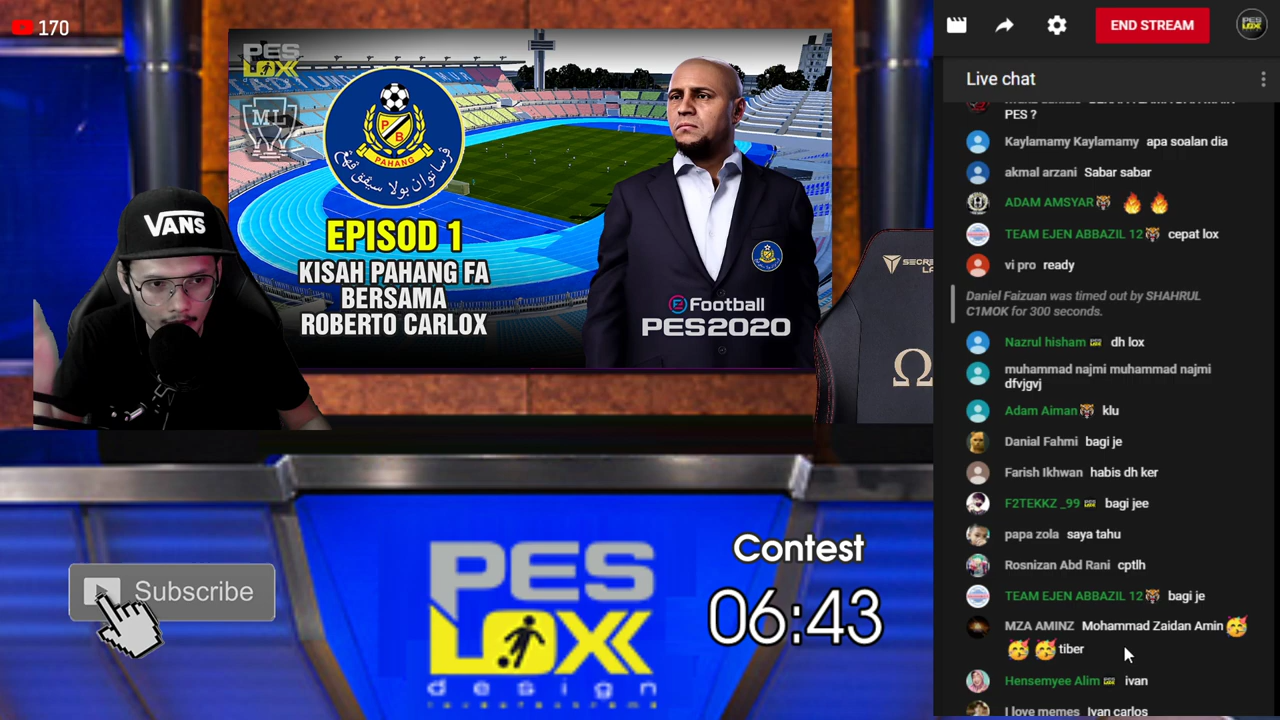 170
END STREAM
PES
LOX
Live chat
PES ?
Kaylamamy Kaylamamy apa soalan dia
akmal arzani Sabar sabar
ADAM AMSYAR
TEAM EJEN ABBAZIL 12 cepat lox
vi pro ready
Daniel Faizuan was timed out by SHAHRUL
C1MOK for 300 seconds.
Nazrul hisham dh lox
muhammad najmi muhammad najmi
dfvjgvj
Adam Aiman klu
Danial Fahmi bagi je
Farish Ikhwan habis dh ker
F2TEKKZ _99 bagi jee
papa zola saya tahu
Rosnizan Abd Rani cptlh
TEAM EJEN ABBAZIL 12 bagi je
MZA AMINZ Mohammad Zaidan Amin
tiber
Hensemyee Alim ivan
I love memes Ivan carlos
PES
LOX
ML
P B
PAHANG
EPISOD 1
KISAH PAHANG FA
BERSAMA
ROBERTO CARLOX
eFootball
PES2020
VANS
SECRE
Ω
Subscribe
PES
LOX
design
Contest
06:43